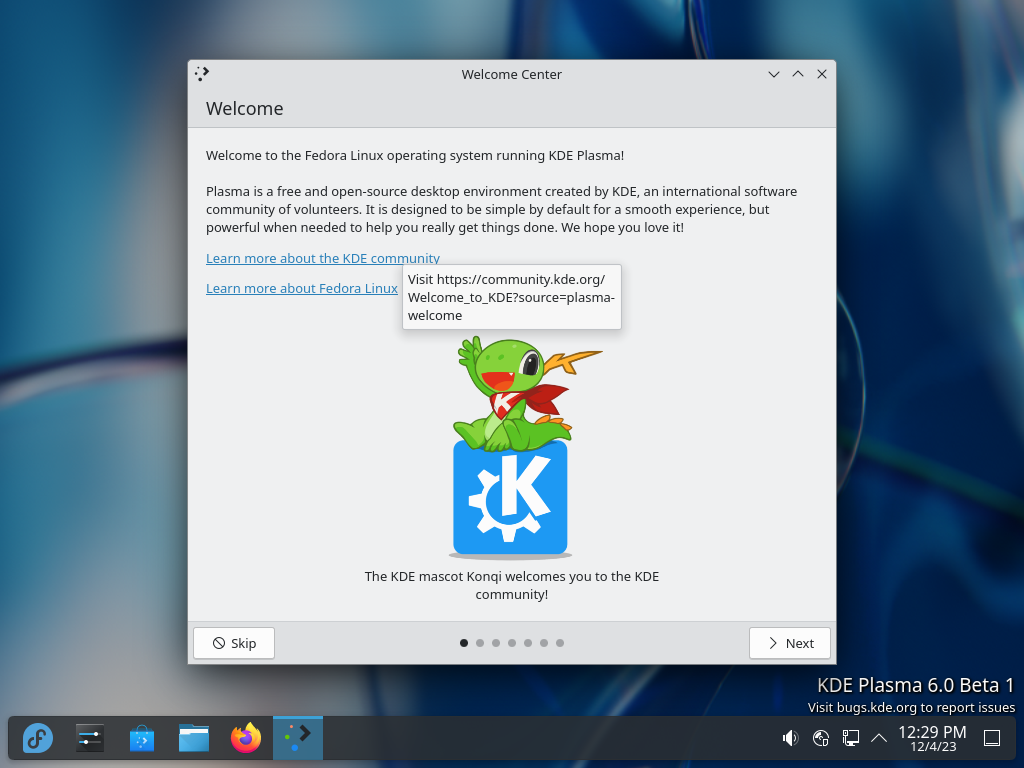 Welcome Center
Welcome
Welcome to the Fedora Linux operating system running KDE Plasma!
Plasma is a free and open-source desktop environment created by KDE, an international software
community of volunteers. It is designed to be simple by default for a smooth experience, but
powerful when needed to help you really get things done. We hope you love it!
Learn more about the KDE community
Learn more about Fedora Linux
Visit https://community.kde.org/
Welcome_to_KDE?source=plasma-
welcome
K
K
The KDE mascot Konqi welcomes you to the KDE
community!
Skip
Next
KDE Plasma 6.0 Beta 1
Visit bugs.kde.org to report issues
12:29 PM
12/4/23